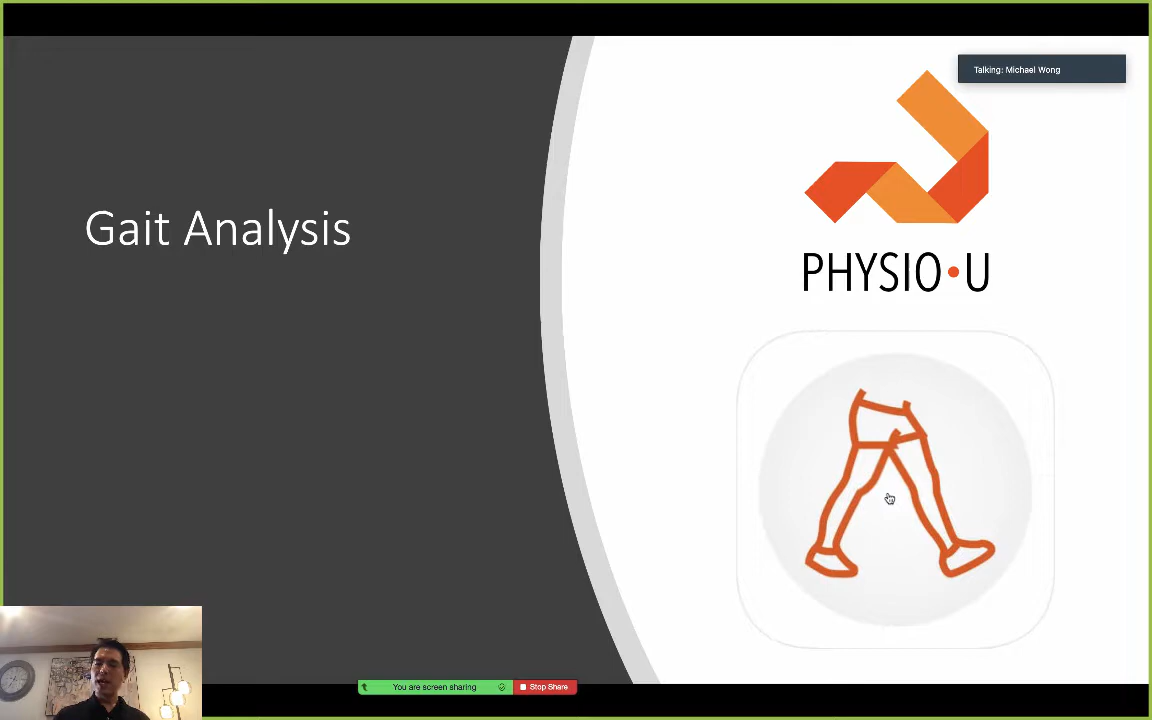 Talking: Michael Wong
Gait Analysis
PHYSIO•U
You are screen sharing
Stop Share